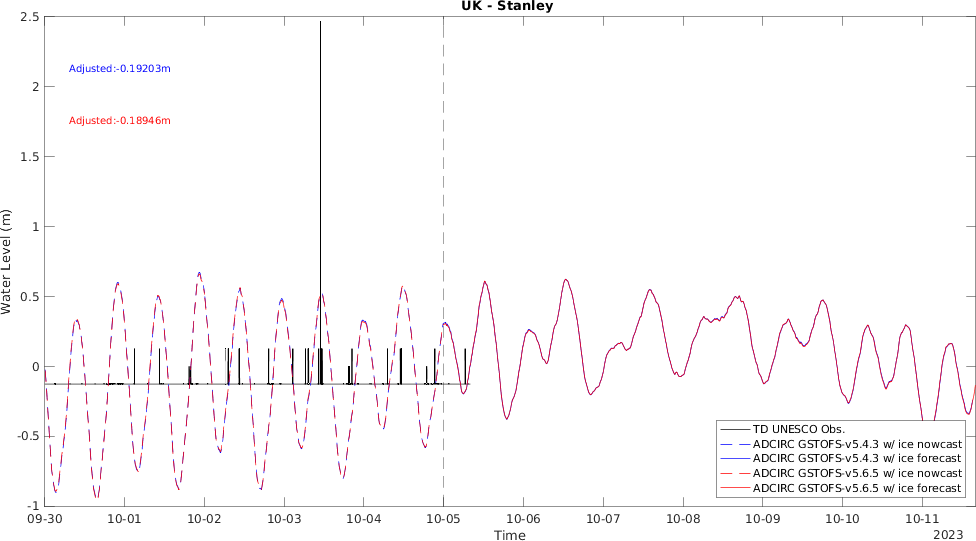 UK - Stanley
Adjusted:-0.19203m
Adjusted:-0.18946m
Water Level (m)
2.5
2
1.5
1
0.5
0
-0.5
-1
09-30 10-01 10-02 10-03 10-04 10-05 10-06 10-07 10-08 10-09 10-10 10-11
Time
2023
TD UNESCO Obs.
ADCIRC GSTOFS-v5.4.3 w/ ice nowcast
ADCIRC GSTOFS-v5.4.3 w/ ice forecast
ADCIRC GSTOFS-v5.6.5 w/ ice nowcast
ADCIRC GSTOFS-v5.6.5 w/ ice forecast